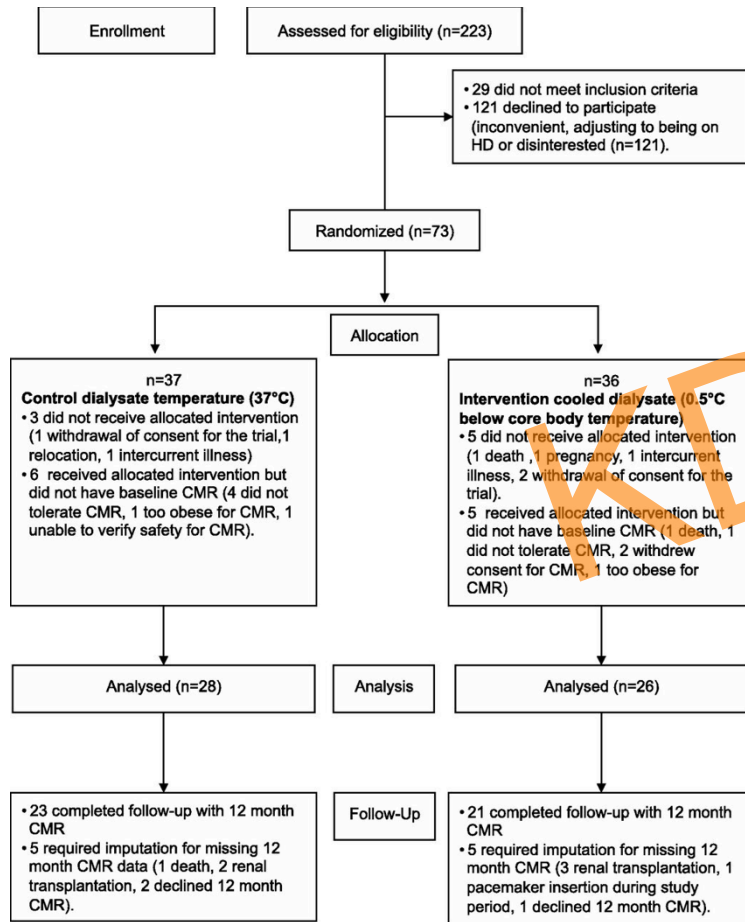 Enrollment
Assessed for eligibility (n=223)
• 29 did not meet inclusion criteria
• 121 declined to participate
(inconvenient, adjusting to being on
HD or disinterested (n=121).
Randomized (n=73)
Allocation
n=37
Control dialysate temperature (37°C)
• 3 did not receive allocated intervention
(1 withdrawal of consent for the trial,1
relocation, 1 intercurrent illness)
• 6 received allocated intervention but
did not have baseline CMR (4 did not
tolerate CMR, 1 too obese for CMR, 1
unable to verify safety for CMR).
n=36
Intervention cooled dialysate (0.5°C
below core body temperature)
• 5 did not receive allocated intervention
(1 death ,1 pregnancy, 1 intercurrent
illness, 2 withdrawal of consent for the
trial).
• 5 received allocated intervention but
did not have baseline CMR (1 death, 1
did not tolerate CMR, 2 withdrew
consent for CMR, 1 too obese for
CMR)
KD
Analysed (n=28)
Analysis
Analysed (n=26)
• 23 completed follow-up with 12 month
CMR
• 5 required imputation for missing 12
month CMR data (1 death, 2 renal
transplantation, 2 declined 12 month
CMR).
Follow-Up
• 21 completed follow-up with 12 month
CMR
• 5 required imputation for missing 12
month CMR (3 renal transplantation, 1
pacemaker insertion during study
period, 1 declined 12 month CMR).